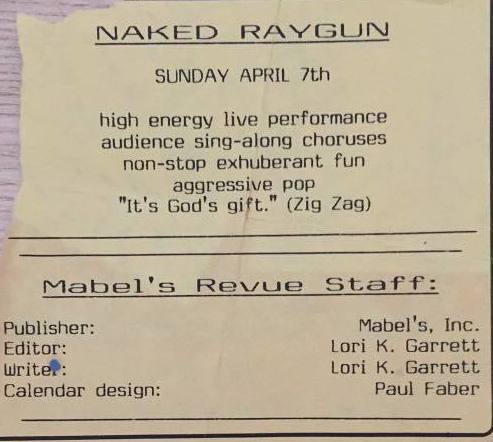 NAKED RAYGUN
SUNDAY APRIL 7th
high energy live performance
audience sing-along choruses
non-stop exhuberant fun
aggressive pop
"It's God's gift." (Zig Zag)
Mabel's Revue Staff:
Publisher: Mabel's, Inc.
Editor: Lori K. Garrett
Writer: Lori K. Garrett
Calendar design: Paul Faber